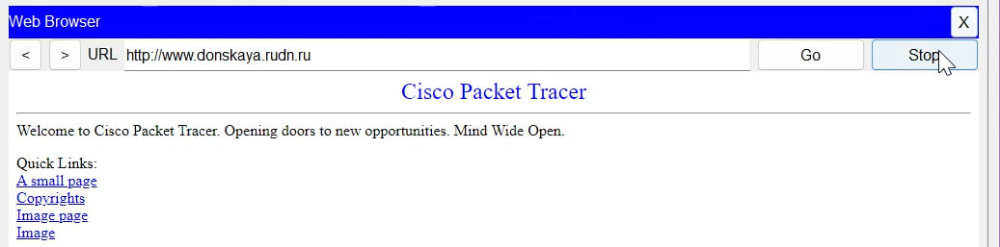 Web Browser X
< > URL http://www.donskaya.rudn.ru Go Stop
Cisco Packet Tracer
Welcome to Cisco Packet Tracer. Opening doors to new opportunities. Mind Wide Open.
Quick Links:
A small page
Copyrights
Image page
Image